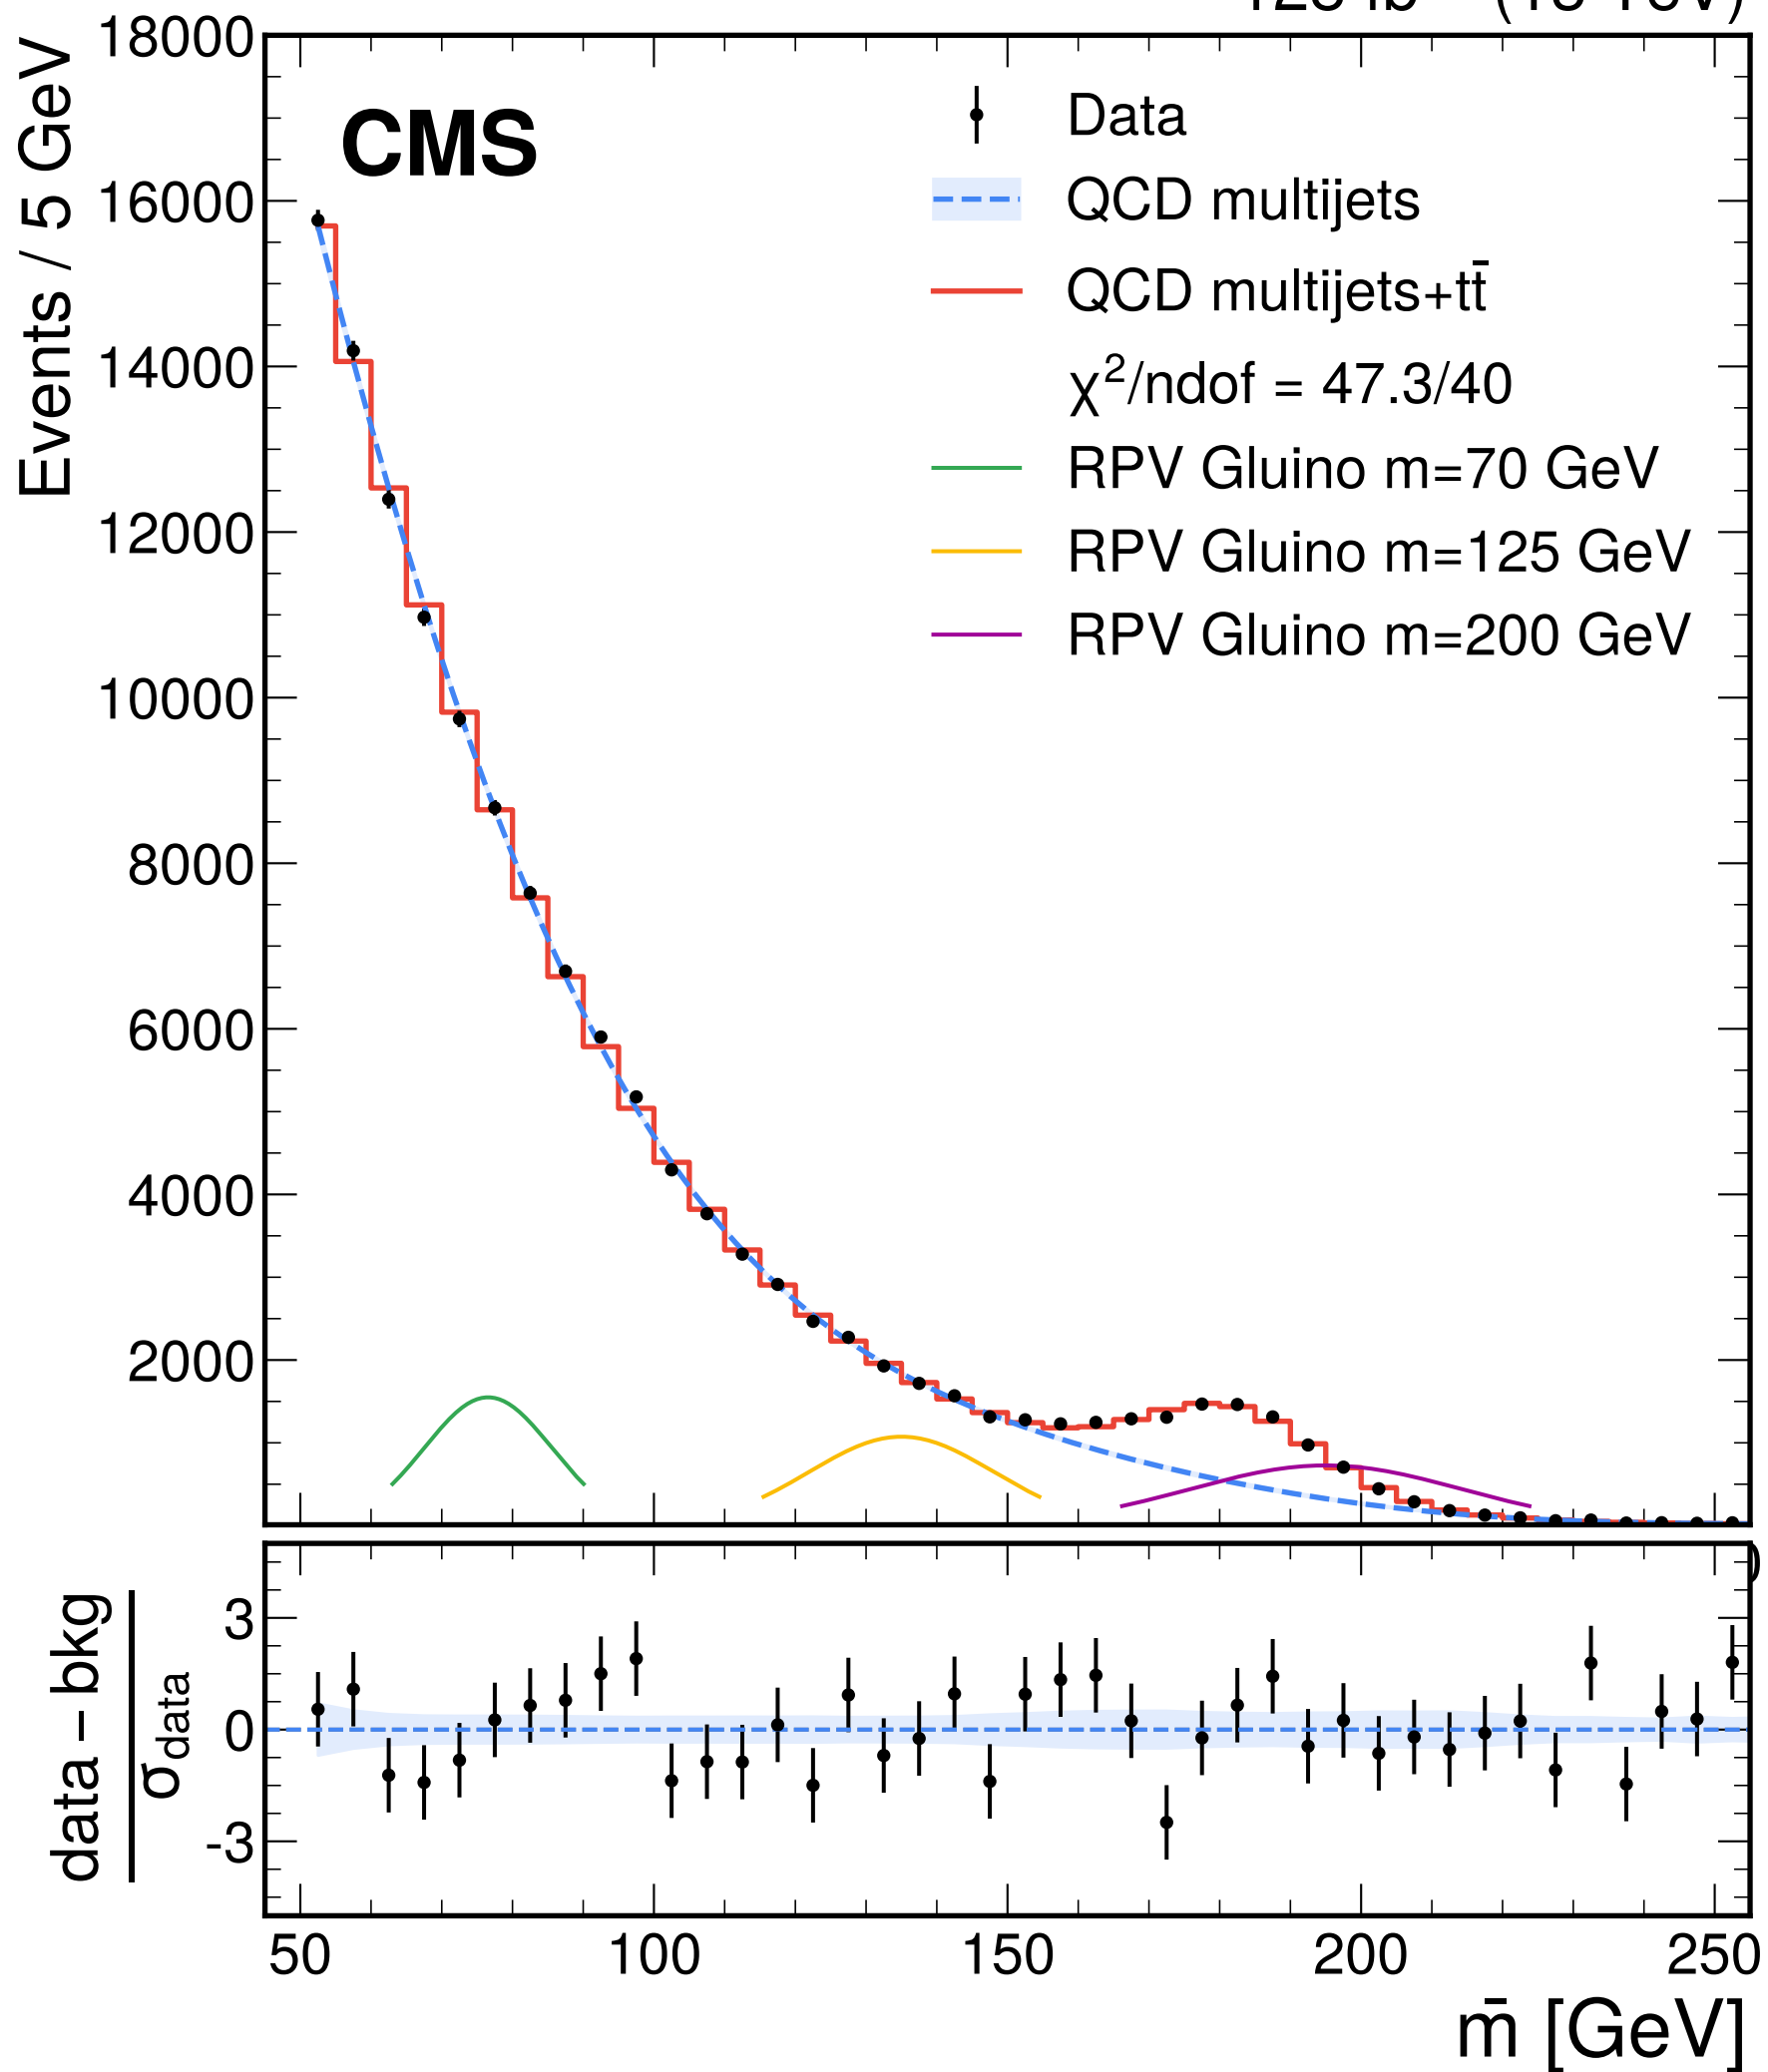 18000
16000
14000
12000
10000
8000
6000
4000
2000
Events / 5 GeV
CMS
Data
QCD multijets
QCD multijets+tt̄
χ²/ndof = 47.3/40
RPV Gluino m=70 GeV
RPV Gluino m=125 GeV
RPV Gluino m=200 GeV
3
0
-3
data – bkg
σdata
50 100 150 200 250
m̄ [GeV]